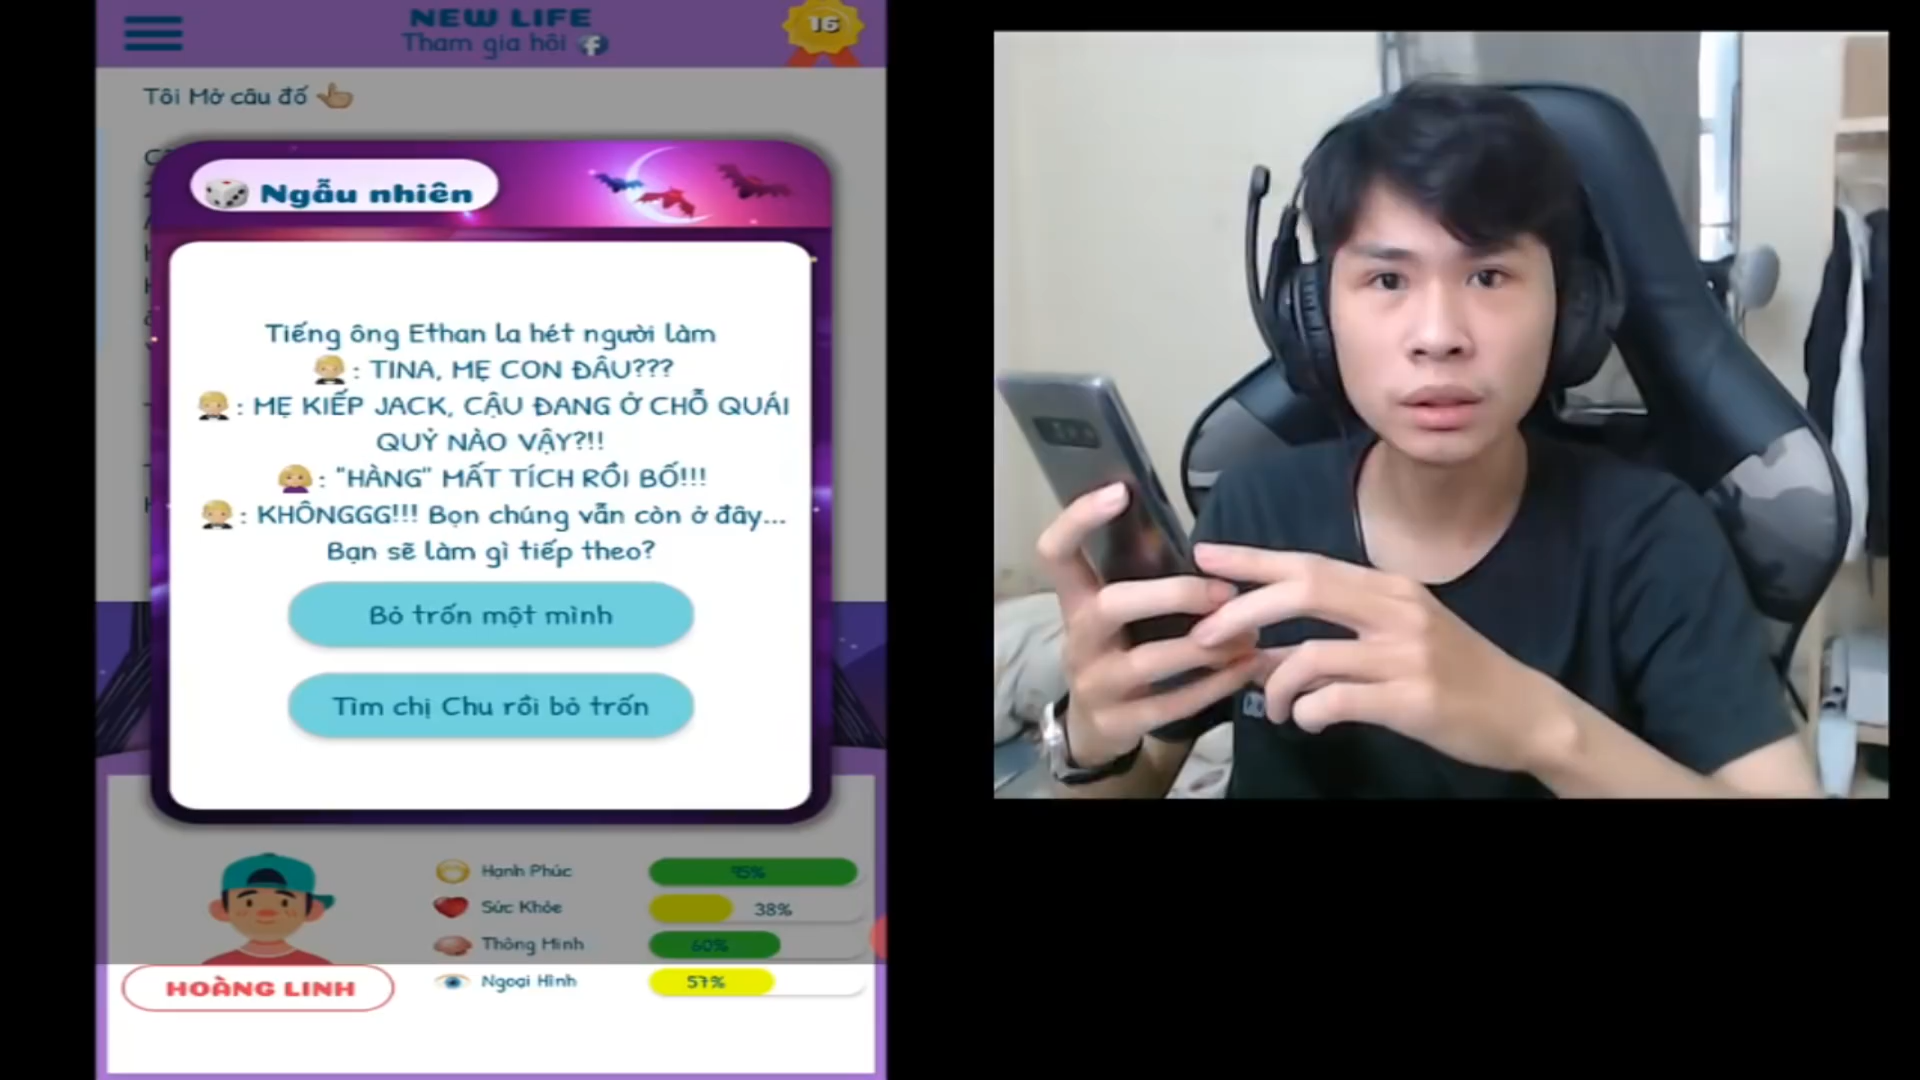 NEW LIFE
Tham gia hội
16
Tôi Mở câu đố
Ngẫu nhiên
Tiếng ông Ethan la hét người làm
: TINA, MẸ CON ĐÂU???
: MẸ KIẾP JACK, CẬU ĐANG Ở CHỖ QUÁI
QUỶ NÀO VẬY?!!
: "HÀNG" MẤT TÍCH RỒI BỐ!!!
: KHÔNGGG!!! Bọn chúng vẫn còn ở đây...
Bạn sẽ làm gì tiếp theo?
Bỏ trốn một mình
Tìm chị Chu rồi bỏ trốn
Hạnh Phúc 95%
Sức Khỏe 38%
Thông Minh 60%
Ngoại Hình 57%
HOÀNG LINH